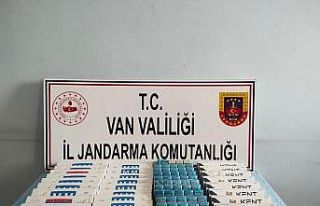 T.C.
VAN VALİLİĞİ
İL JANDARMA KOMUTANLIĞI
KENT
KENT
KENT